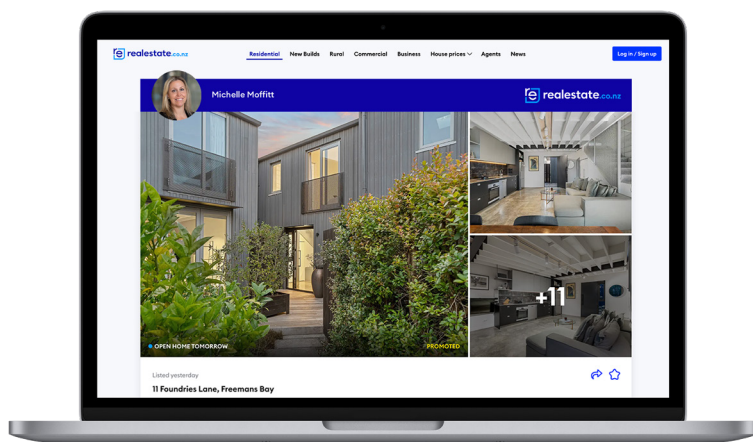 realestate.co.nz
Residential New Builds Rural Commercial Business House prices Agents News
Log in / Sign up
Michelle Moffitt
realestate.co.nz
+11
OPEN HOME TOMORROW
PROMOTED
Listed yesterday
11 Foundries Lane, Freemans Bay